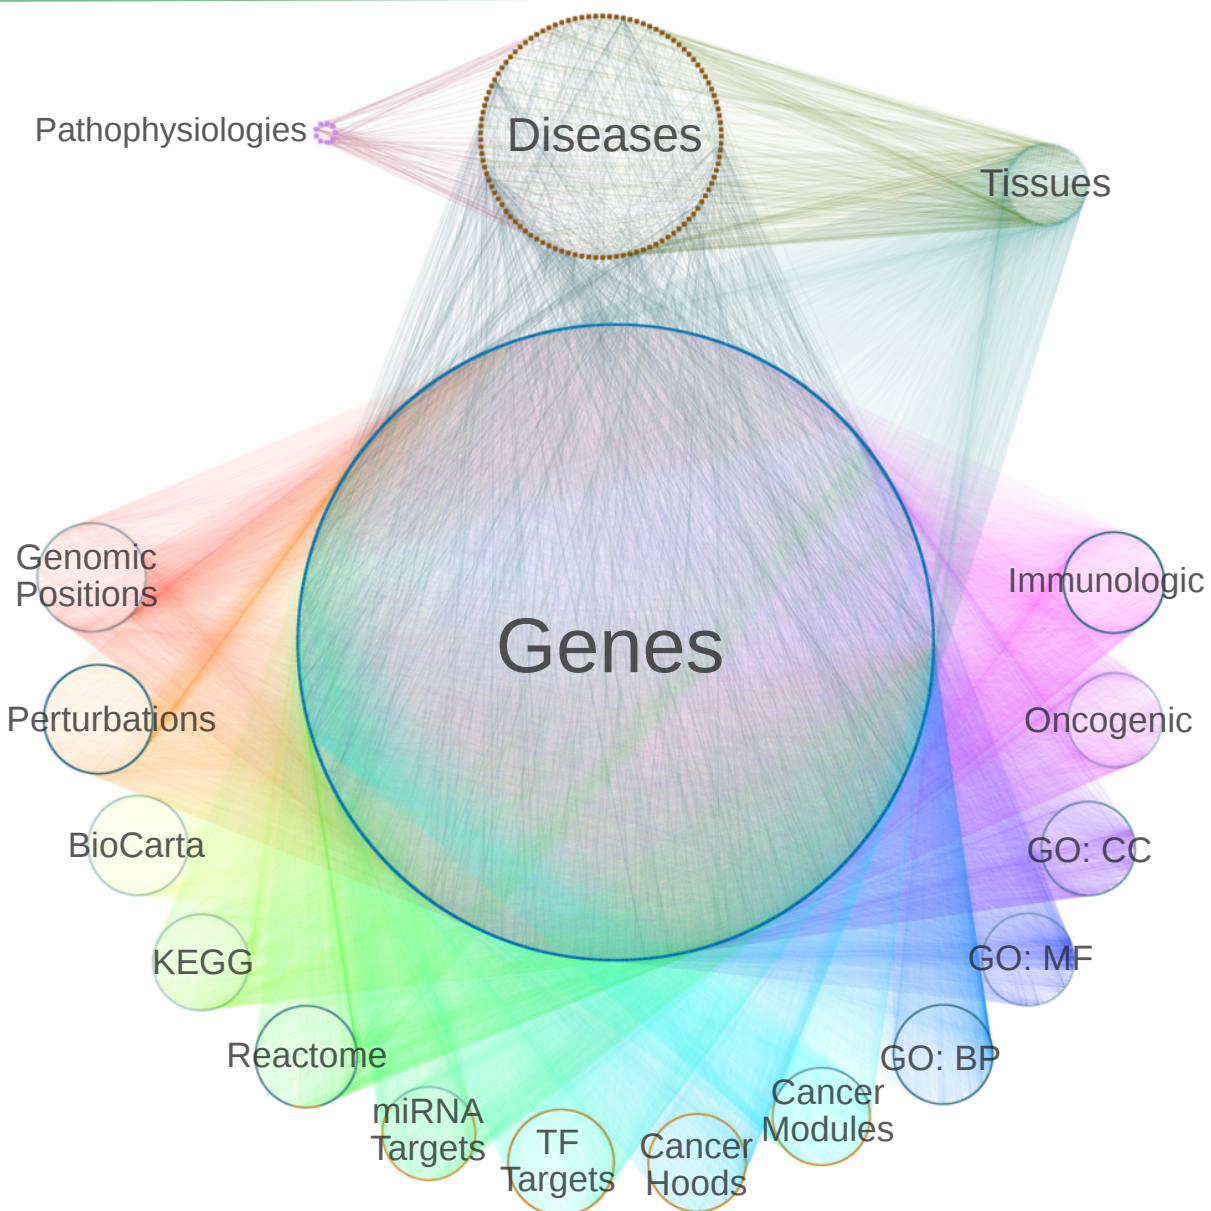 Diseases
Pathophysiologies
Tissues
Genes
Genomic
Positions
Immunologic
Perturbations
Oncogenic
BioCarta
GO: CC
KEGG
GO: MF
Reactome
GO: BP
miRNA
Targets
TF
Targets
Cancer
Hoods
Cancer
Modules